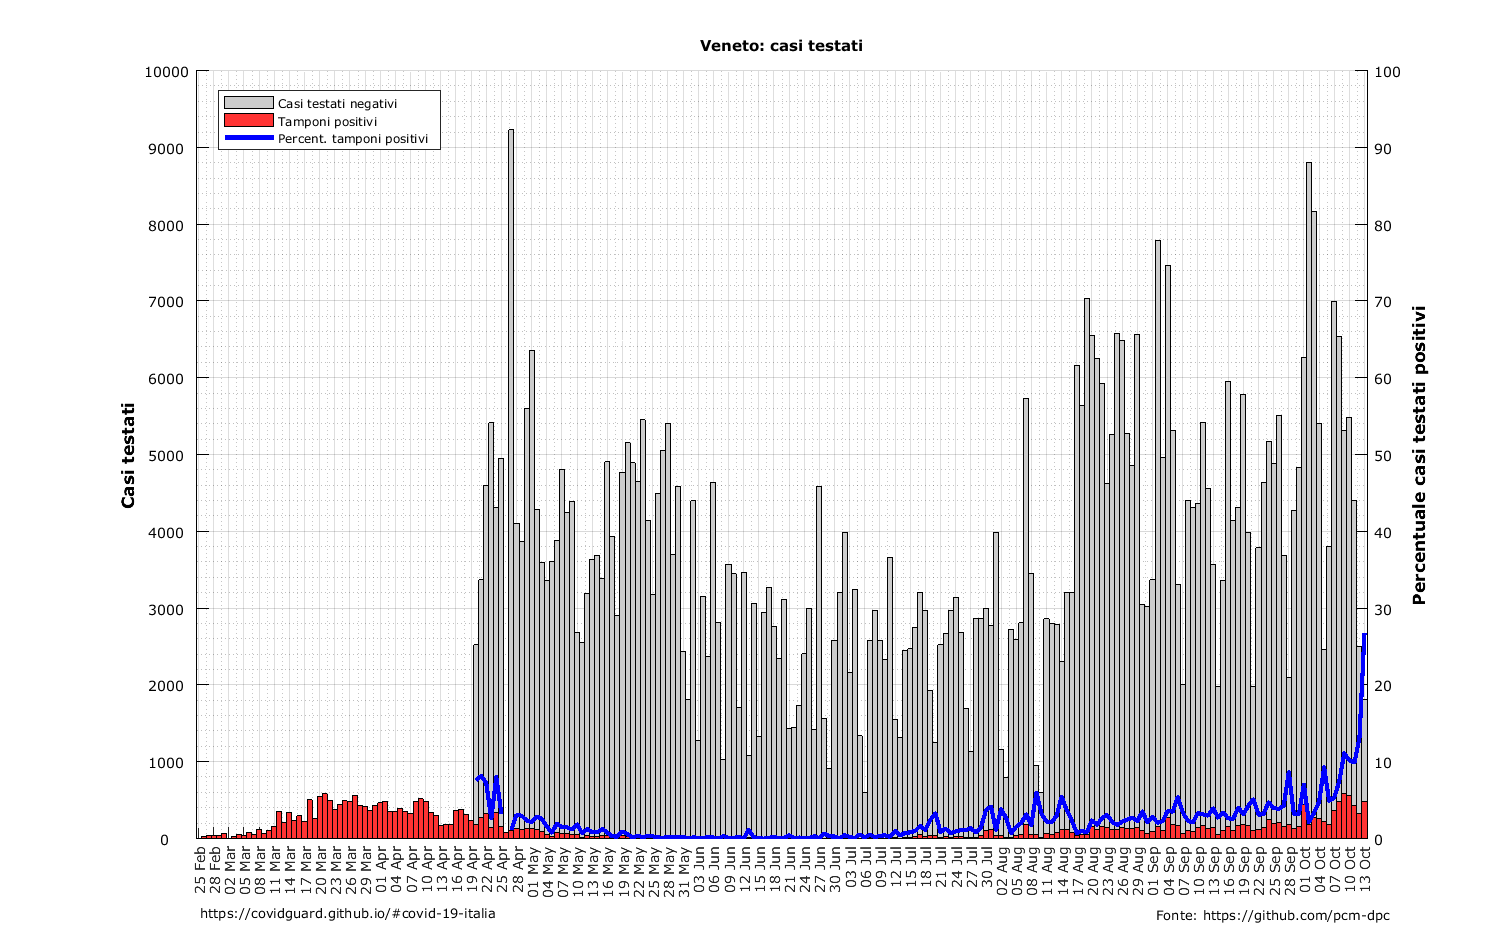 Veneto: casi testati
Casi testati negativi
Tamponi positivi
Percent. tamponi positivi
Casi testati
10000
9000
8000
7000
6000
5000
4000
3000
2000
1000
0
100
90
80
70
60
50
40
30
20
10
0
Percentuale casi testati positivi
25 Feb
28 Feb
02 Mar
05 Mar
08 Mar
11 Mar
14 Mar
17 Mar
20 Mar
23 Mar
26 Mar
29 Mar
01 Apr
04 Apr
07 Apr
10 Apr
13 Apr
16 Apr
19 Apr
22 Apr
25 Apr
28 Apr
01 May
04 May
07 May
10 May
13 May
16 May
19 May
22 May
25 May
28 May
31 May
03 Jun
06 Jun
09 Jun
12 Jun
15 Jun
18 Jun
21 Jun
24 Jun
27 Jun
30 Jun
03 Jul
06 Jul
09 Jul
12 Jul
15 Jul
18 Jul
21 Jul
24 Jul
27 Jul
30 Jul
02 Aug
05 Aug
08 Aug
11 Aug
14 Aug
17 Aug
20 Aug
23 Aug
26 Aug
29 Aug
01 Sep
04 Sep
07 Sep
10 Sep
13 Sep
16 Sep
19 Sep
22 Sep
25 Sep
28 Sep
01 Oct
04 Oct
07 Oct
10 Oct
13 Oct
https://covidguard.github.io/#covid-19-italia
Fonte: https://github.com/pcm-dpc